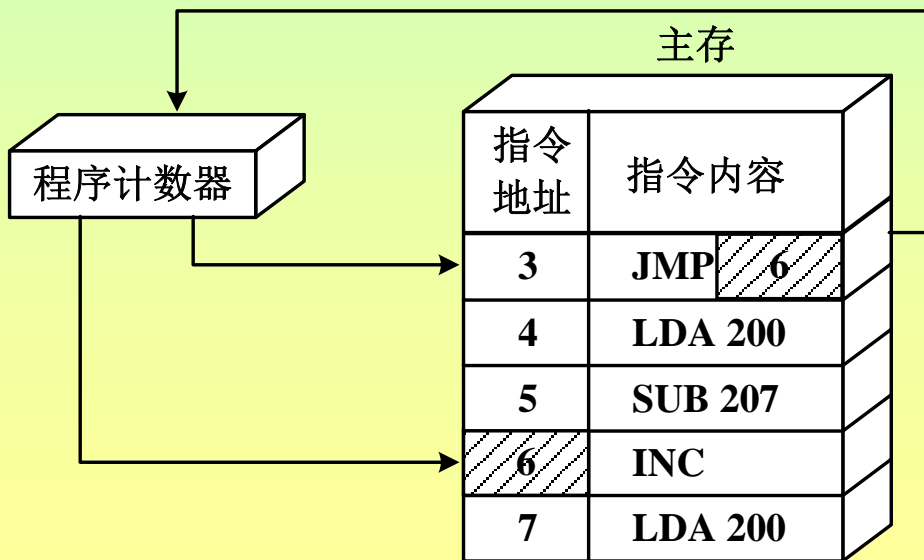 主存
程序计数器
指令
地址
指令内容
3 JMP 6
4 LDA 200
5 SUB 207
6 INC
7 LDA 200